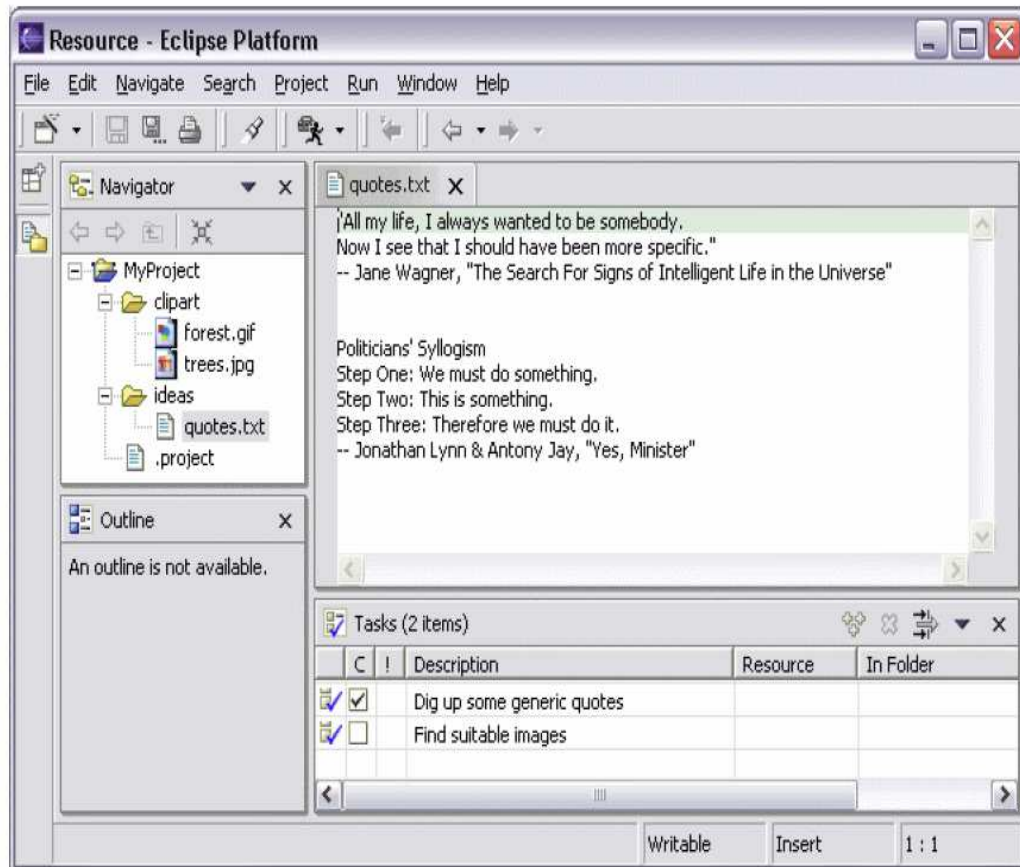 Resource - Eclipse Platform
File Edit Navigate Search Project Run Window Help
Navigator
MyProject
clipart
forest.gif
trees.jpg
ideas
quotes.txt
.project
Outline
An outline is not available.
quotes.txt
"All my life, I always wanted to be somebody.
Now I see that I should have been more specific."
-- Jane Wagner, "The Search For Signs of Intelligent Life in the Universe"
Politicians' Syllogism
Step One: We must do something.
Step Two: This is something.
Step Three: Therefore we must do it.
-- Jonathan Lynn & Antony Jay, "Yes, Minister"
Tasks (2 items)
C ! Description Resource In Folder
Dig up some generic quotes
Find suitable images
Writable Insert 1 : 1